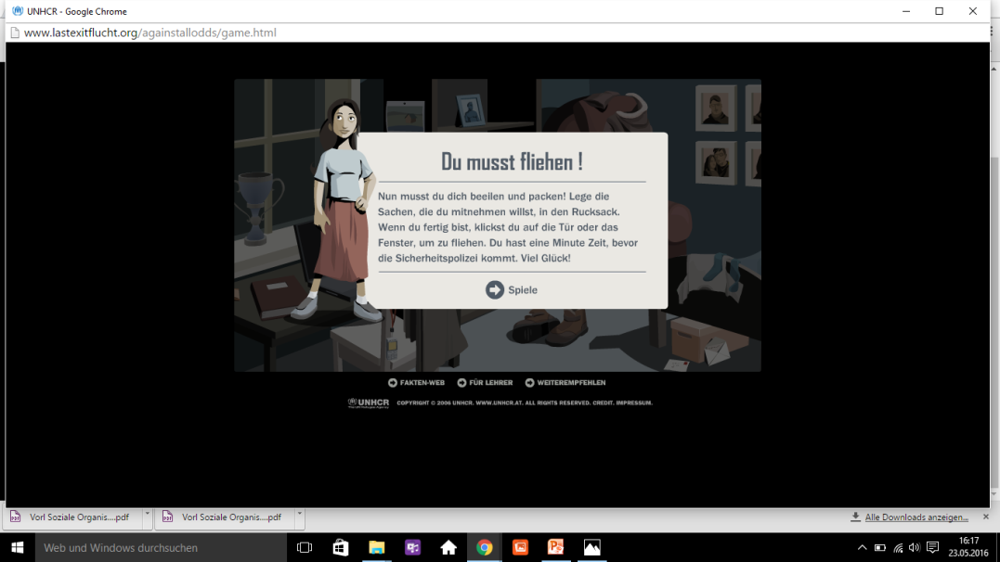 UNHCR - Google Chrome
www.lastexitflucht.org/againstallodds/game.html
Du musst fliehen !
Nun musst du dich beeilen und packen! Lege die
Sachen, die du mitnehmen willst, in den Rucksack.
Wenn du fertig bist, klickst du auf die Tür oder das
Fenster, um zu fliehen. Du hast eine Minute Zeit, bevor
die Sicherheitspolizei kommt. Viel Glück!
Spiele
FAKTEN-WEB FÜR LEHRER WEITEREMPFEHLEN
UNHCR COPYRIGHT © 2006 UNHCR. WWW.UNHCR.AT. ALL RIGHTS RESERVED. CREDIT. IMPRESSUM.
Vorl Soziale Organis....pdf Vorl Soziale Organis....pdf Alle Downloads anzeigen...
Web und Windows durchsuchen
16:17
23.05.2016